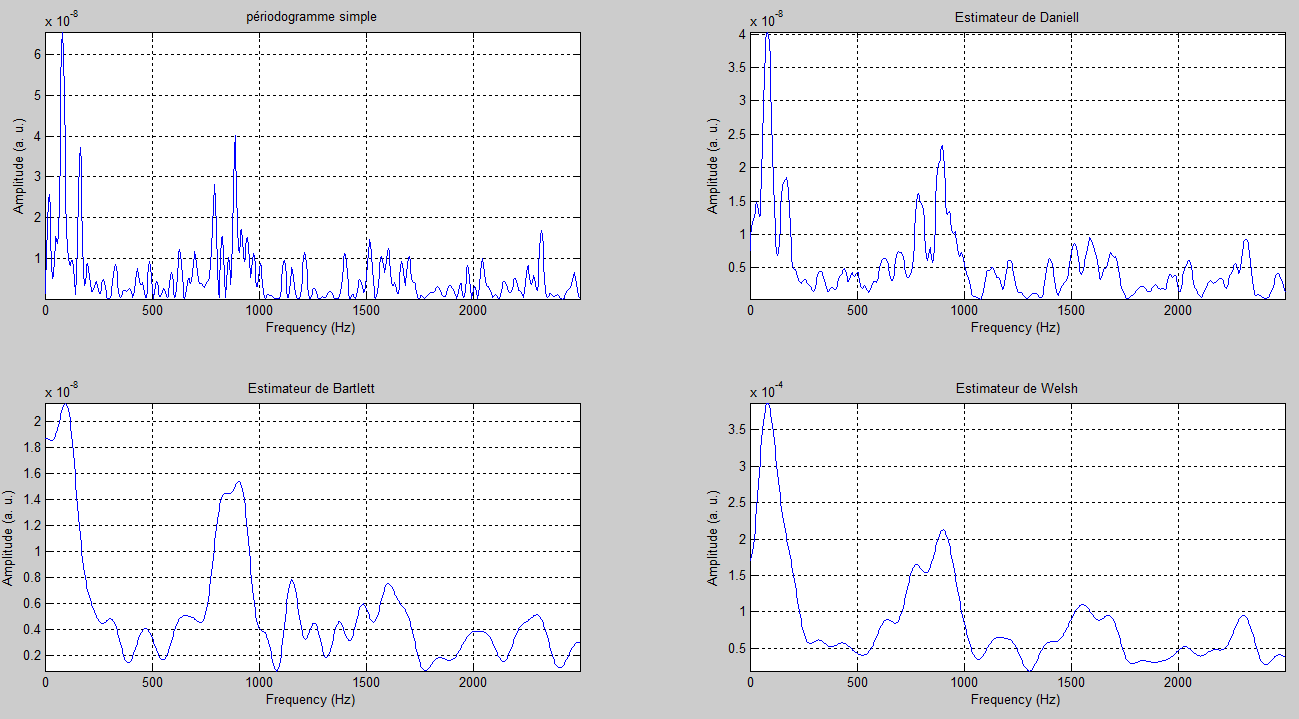 périodogramme simple
x 10-8
6
5
4
3
2
1
Amplitude (a. u.)
0 500 1000 1500 2000
Frequency (Hz)
Estimateur de Daniell
x 10-8
4
3.5
3
2.5
2
1.5
1
0.5
Amplitude (a. u.)
0 500 1000 1500 2000
Frequency (Hz)
Estimateur de Bartlett
x 10-8
2
1.8
1.6
1.4
1.2
1
0.8
0.6
0.4
0.2
Amplitude (a. u.)
0 500 1000 1500 2000
Frequency (Hz)
Estimateur de Welsh
x 10-4
3.5
3
2.5
2
1.5
1
0.5
Amplitude (a. u.)
0 500 1000 1500 2000
Frequency (Hz)